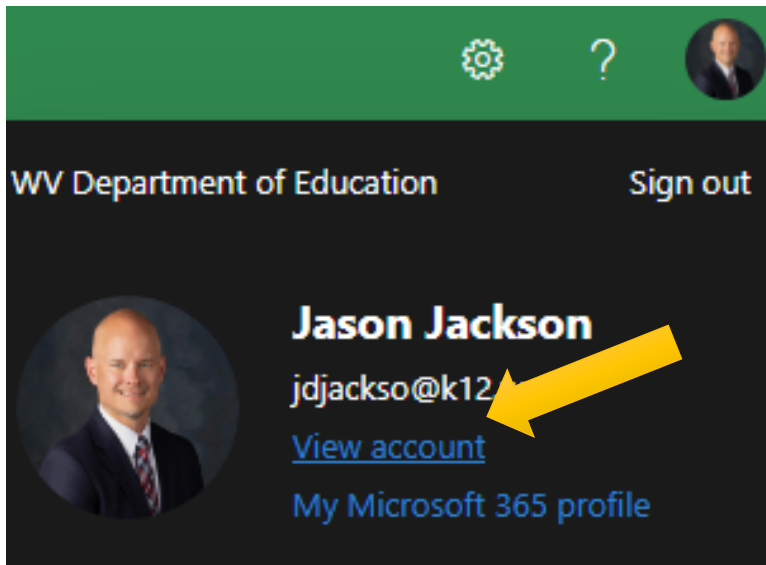 ?
WV Department of Education Sign out
Jason Jackson
jdjackso@k12.
View account
My Microsoft 365 profile